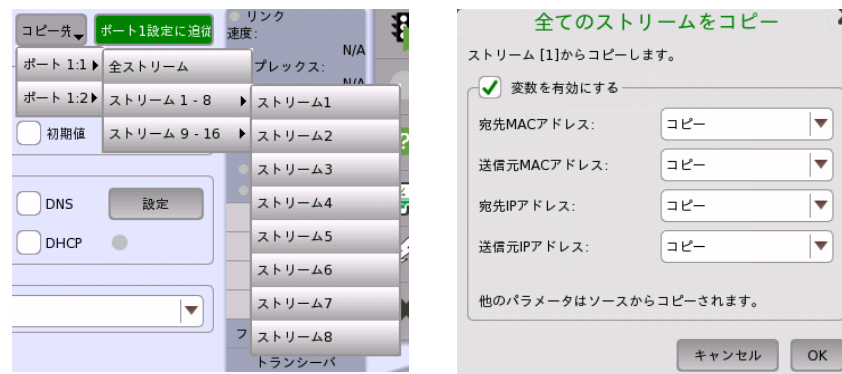 コピー先
ポート1設定に追従
リンク
速度:
N/A
ポート 1:1
全ストリーム
プレックス:
N/A
ポート 1:2
ストリーム 1 - 8
ストリーム1
初期値
ストリーム 9 - 16
ストリーム2
ストリーム3
DNS
設定
ストリーム4
DHCP
ストリーム5
ストリーム6
ストリーム7
フ
ストリーム8
トランシーバ
全てのストリームをコピー
ストリーム [1]からコピーします。
変数を有効にする
宛先MACアドレス:
コピー
送信元MACアドレス:
コピー
宛先IPアドレス:
コピー
送信元IPアドレス:
コピー
他のパラメータはソースからコピーされます。
キャンセル
OK